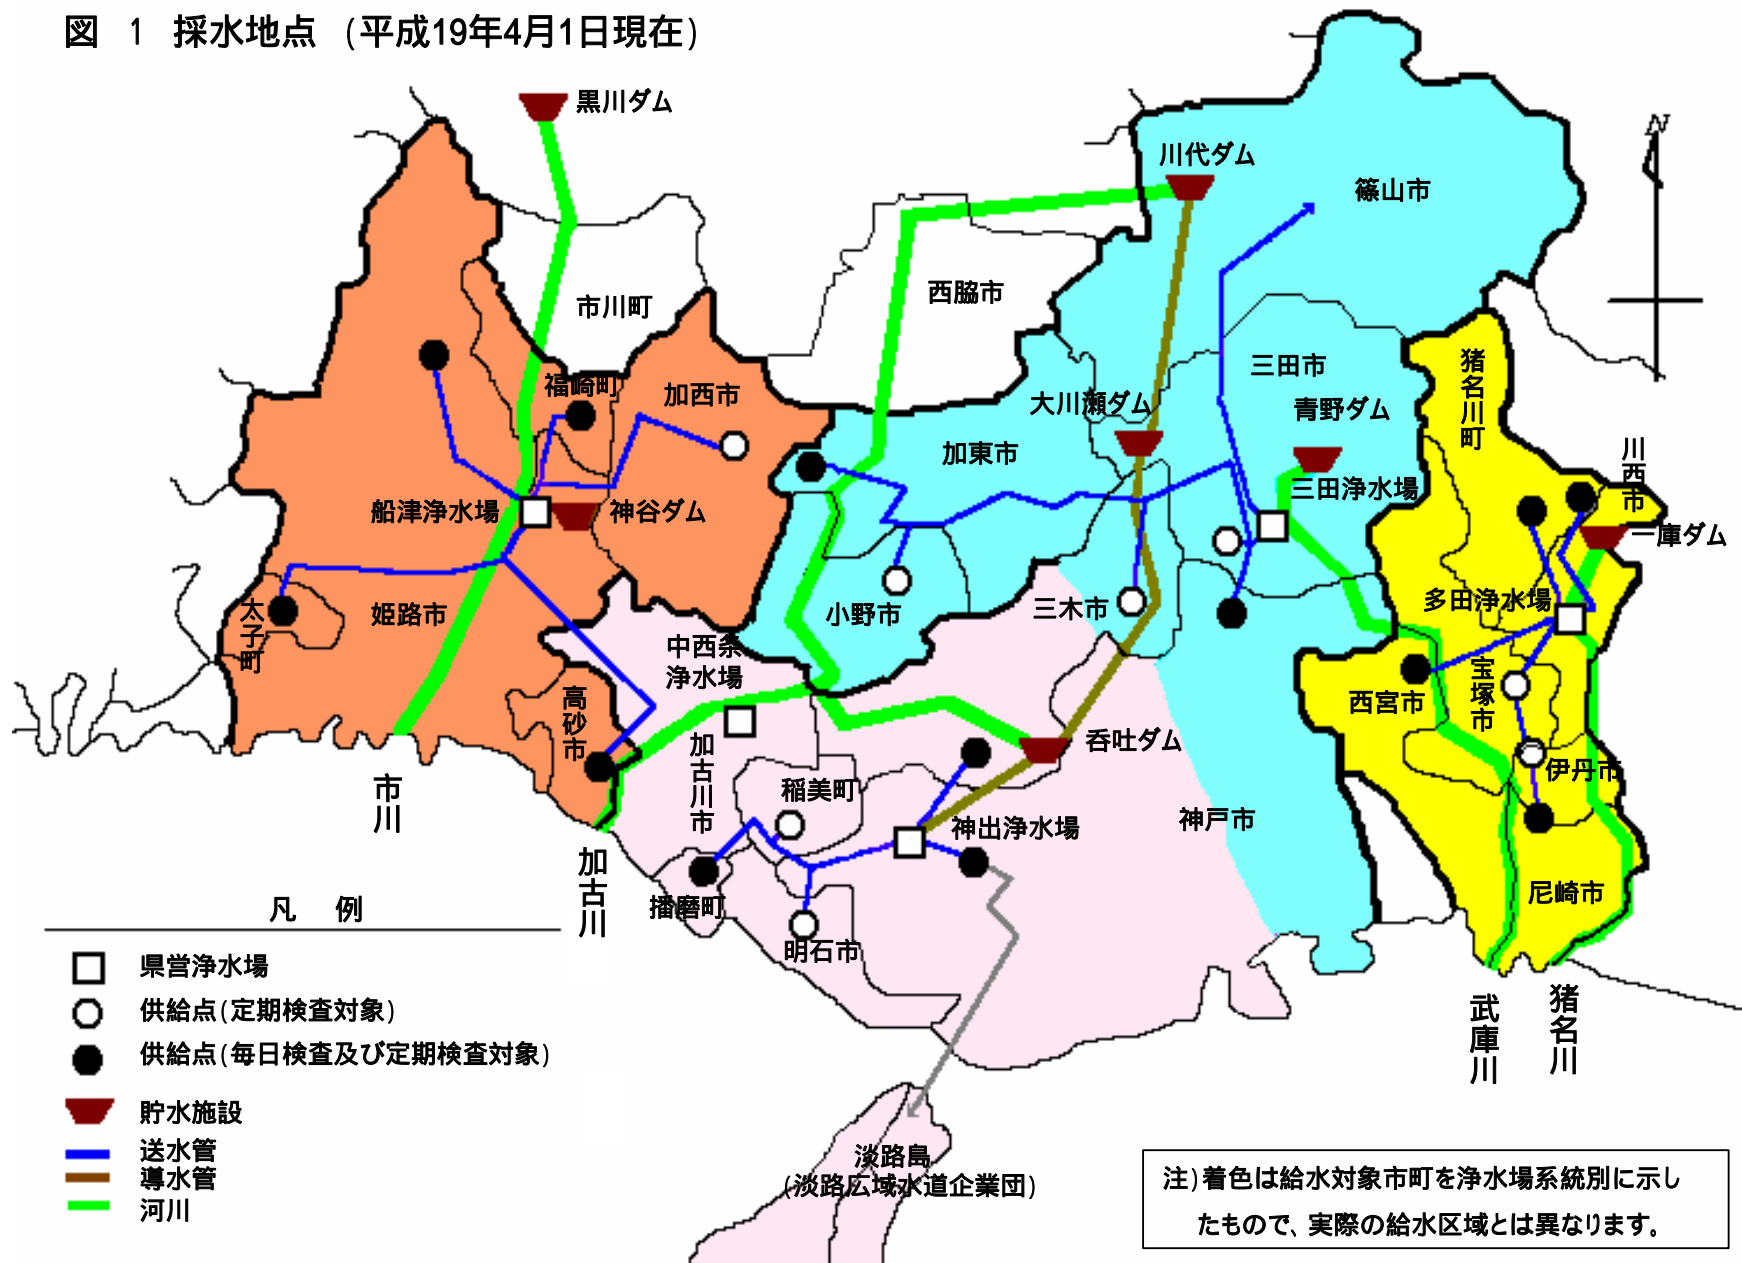 図 1 採水地点 (平成19年4月1日現在)
黒川ダム
川代ダム
篠山市
市川町
西脇市
三田市
猪名川町
福崎町
加西市
大川瀬ダム
青野ダム
加東市
川西市
船津浄水場
神谷ダム
三田浄水場
一庫ダム
太子町
姫路市
小野市
三木市
多田浄水場
中西条
浄水場
高砂市
西宮市
宝塚市
加古川市
呑吐ダム
伊丹市
市川
稲美町
神出浄水場
神戸市
加古川
播磨町
尼崎市
明石市
武庫川
猪名川
凡 例
県営浄水場
供給点(定期検査対象)
供給点(毎日検査及び定期検査対象)
貯水施設
送水管
導水管
河川
N
淡路島
(淡路広域水道企業団)
注)着色は給水対象市町を浄水場系統別に示し
たもので、実際の給水区域とは異なります。